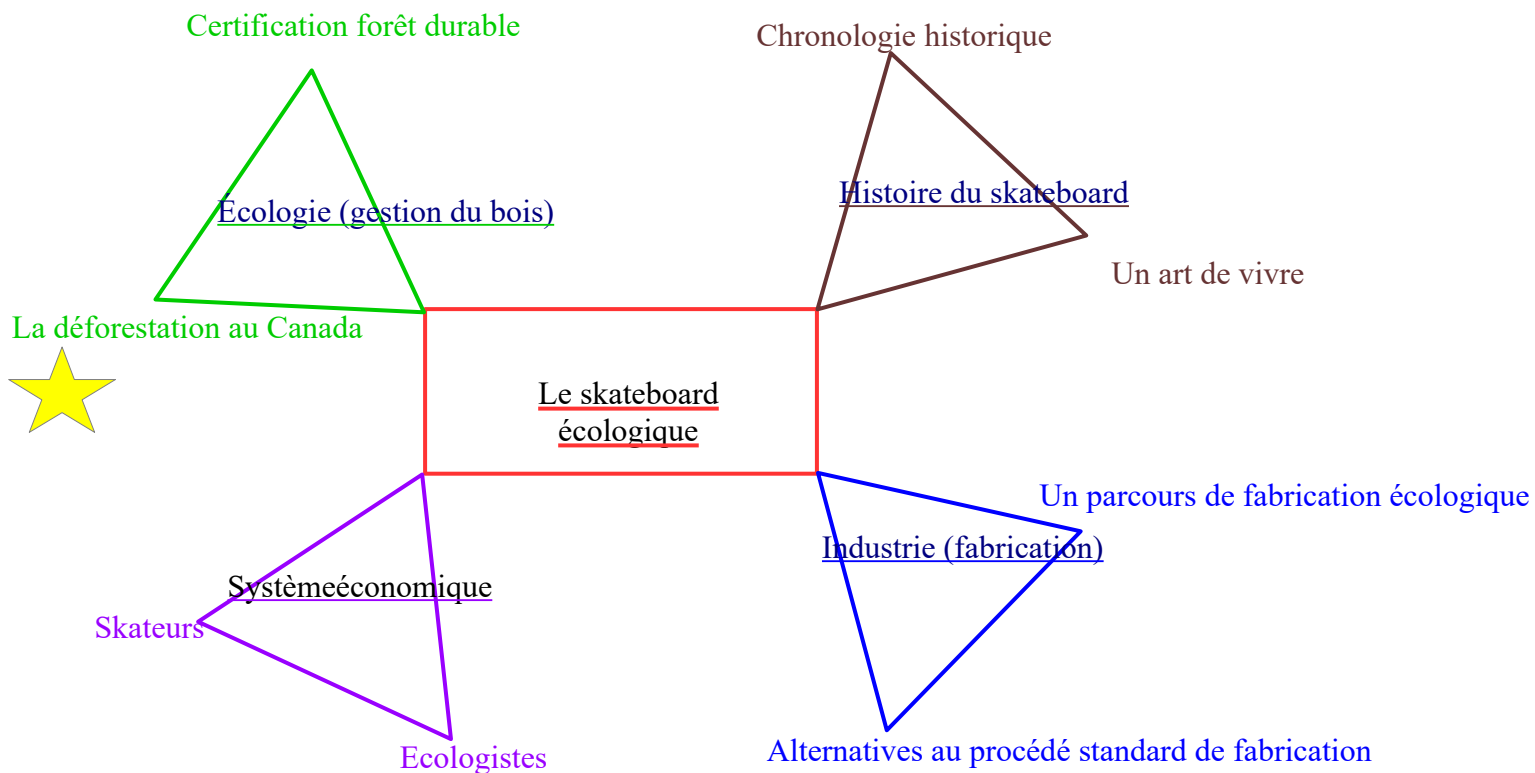 Certification forêt durable
Chronologie historique
Écologie (gestion du bois)
Histoire du skateboard
Un art de vivre
La déforestation au Canada
Le skateboard
écologique
Un parcours de fabrication écologique
Industrie (fabrication)
Systèmeéconomique
Skateurs
Ecologistes
Alternatives au procédé standard de fabrication